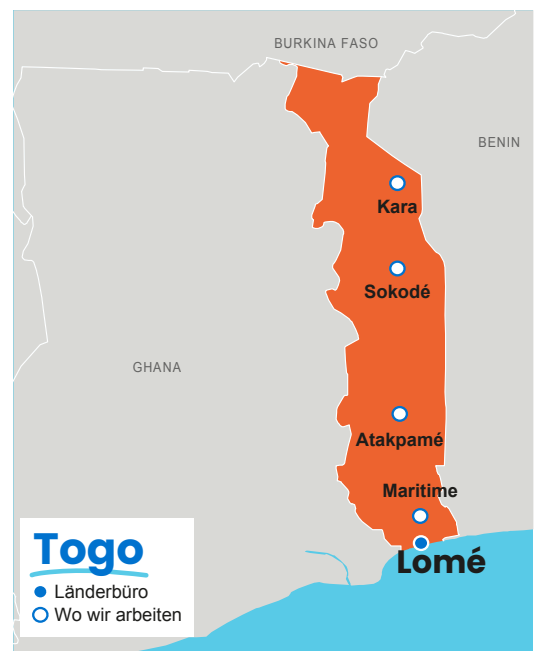 BURKINA FASO
BENIN
Kara
Sokodé
GHANA
Atakpamé
Maritime
Lomé
Togo
Länderbüro
Wo wir arbeiten